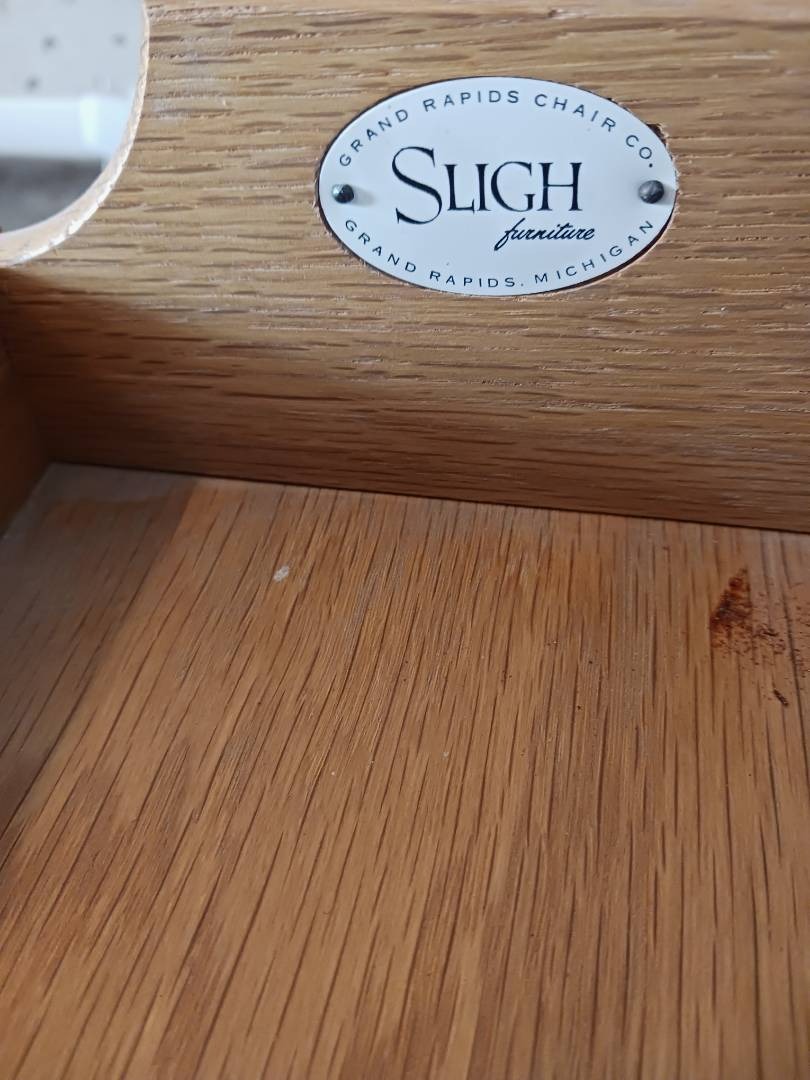 GRAND RAPIDS CHAIR CO.
SLIGH
furniture
GRAND RAPIDS. MICHIGAN